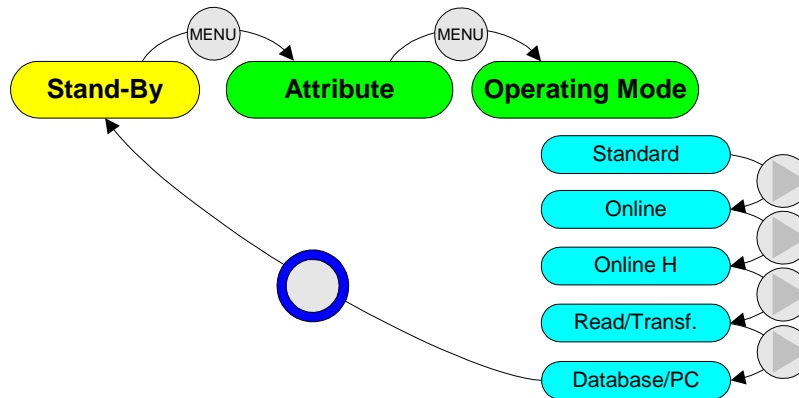 MENU
MENU
Stand-By
Attribute
Operating Mode
Standard
Online
Online H
Read/Transf.
Database/PC